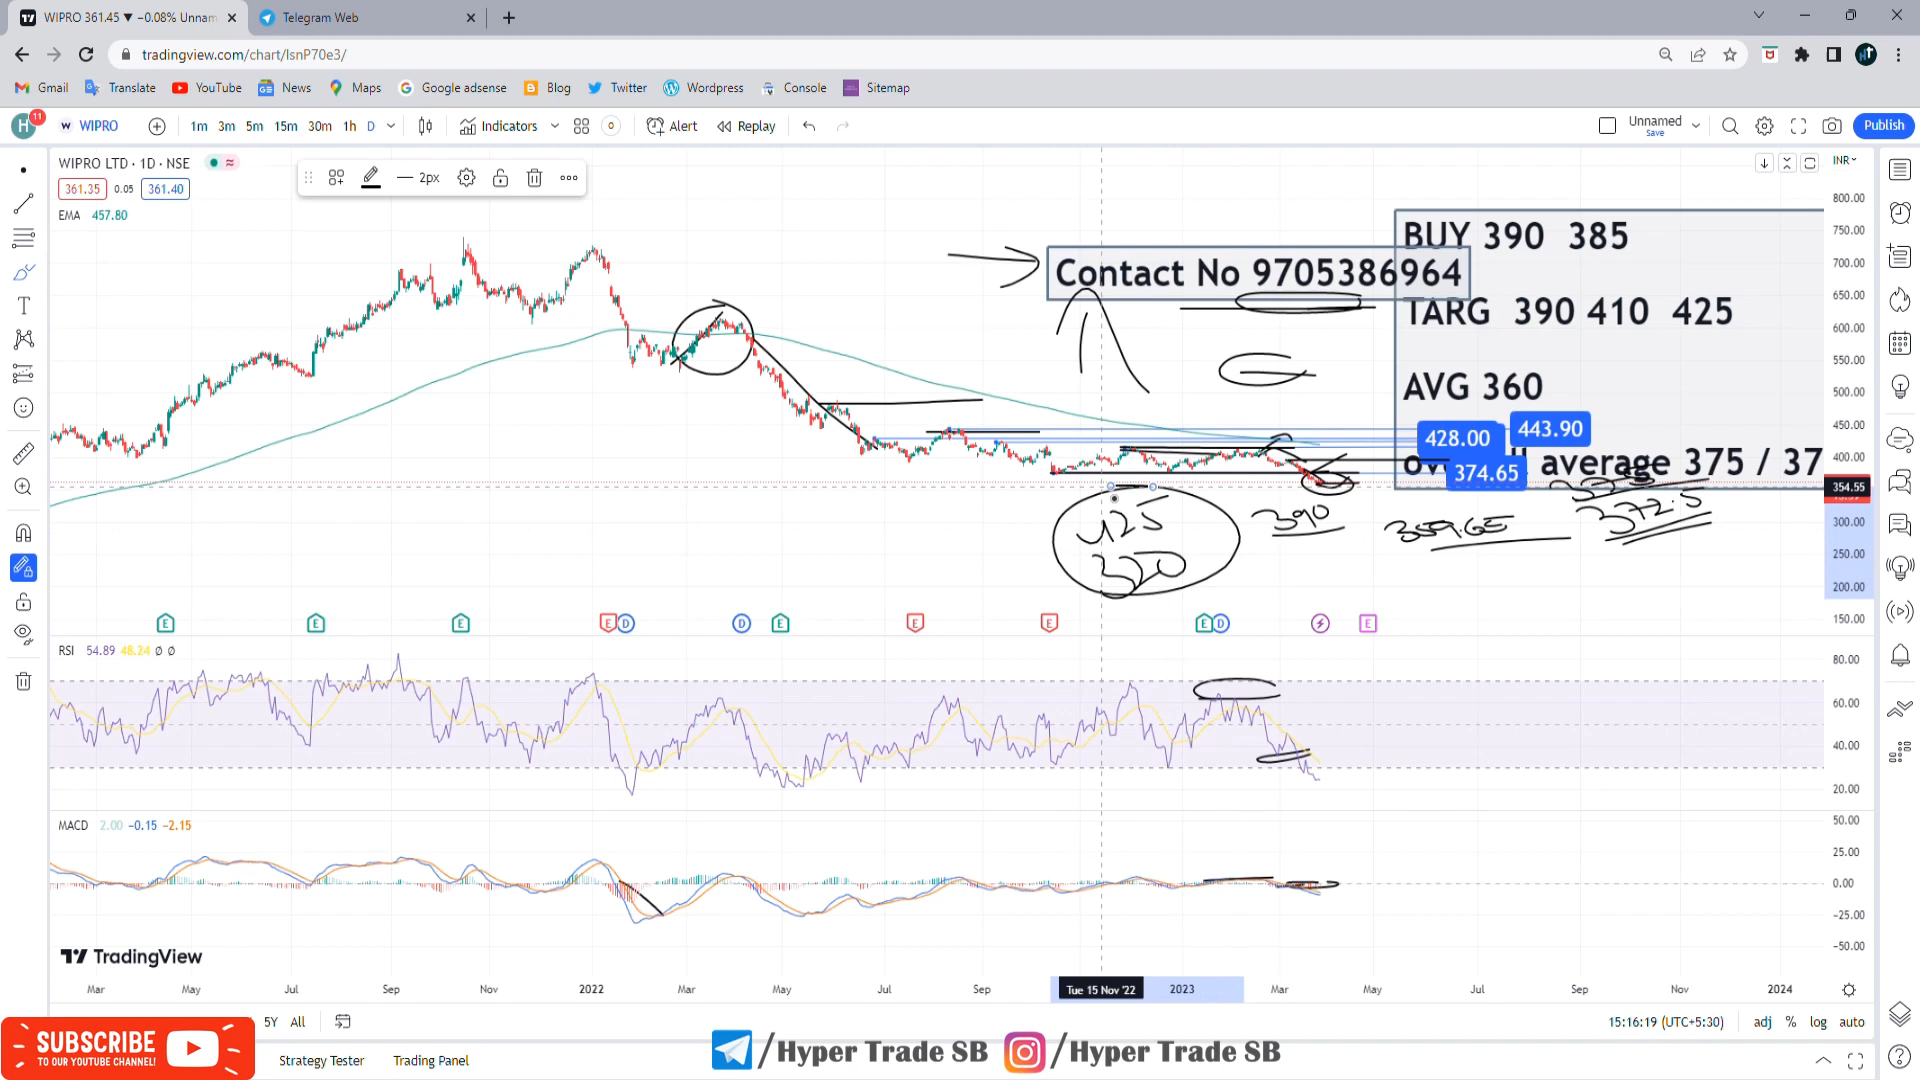 WIPRO 361.45 ▼ −0.08% Unnam
Telegram Web
tradingview.com/chart/lsnP70e3/
Gmail Translate YouTube News Maps Google adsense Blog Twitter Wordpress Console Sitemap
H 11 WIPRO 1m 3m 5m 15m 30m 1h D Indicators Alert Replay Unnamed Save Publish
WIPRO LTD · 1D · NSE
361.35 0.05 361.40
EMA 457.80
2px
INR
800.00
750.00
700.00
650.00
600.00
550.00
500.00
450.00
400.00
354.55
300.00
250.00
200.00
150.00
BUY 390 385
Contact No 9705386964
TARG 390 410 425
AVG 360
428.00 443.90
374.65
average 375 / 37
425
320
390
359.65
372.5
E E E E D D E E E E D E
RSI 54.89 48.24 Ø Ø
80.00
60.00
40.00
20.00
MACD 2.00 −0.15 −2.15
50.00
25.00
0.00
−25.00
−50.00
TradingView
Mar May Jul Sep Nov 2022 Mar May Jul Sep Tue 15 Nov '22 2023 Mar May Jul Sep Nov 2024
5Y All 15:16:19 (UTC+5:30) adj % log auto
SUBSCRIBE
TO OUR YOUTUBE CHANNEL!
Strategy Tester Trading Panel
/Hyper Trade SB /Hyper Trade SB